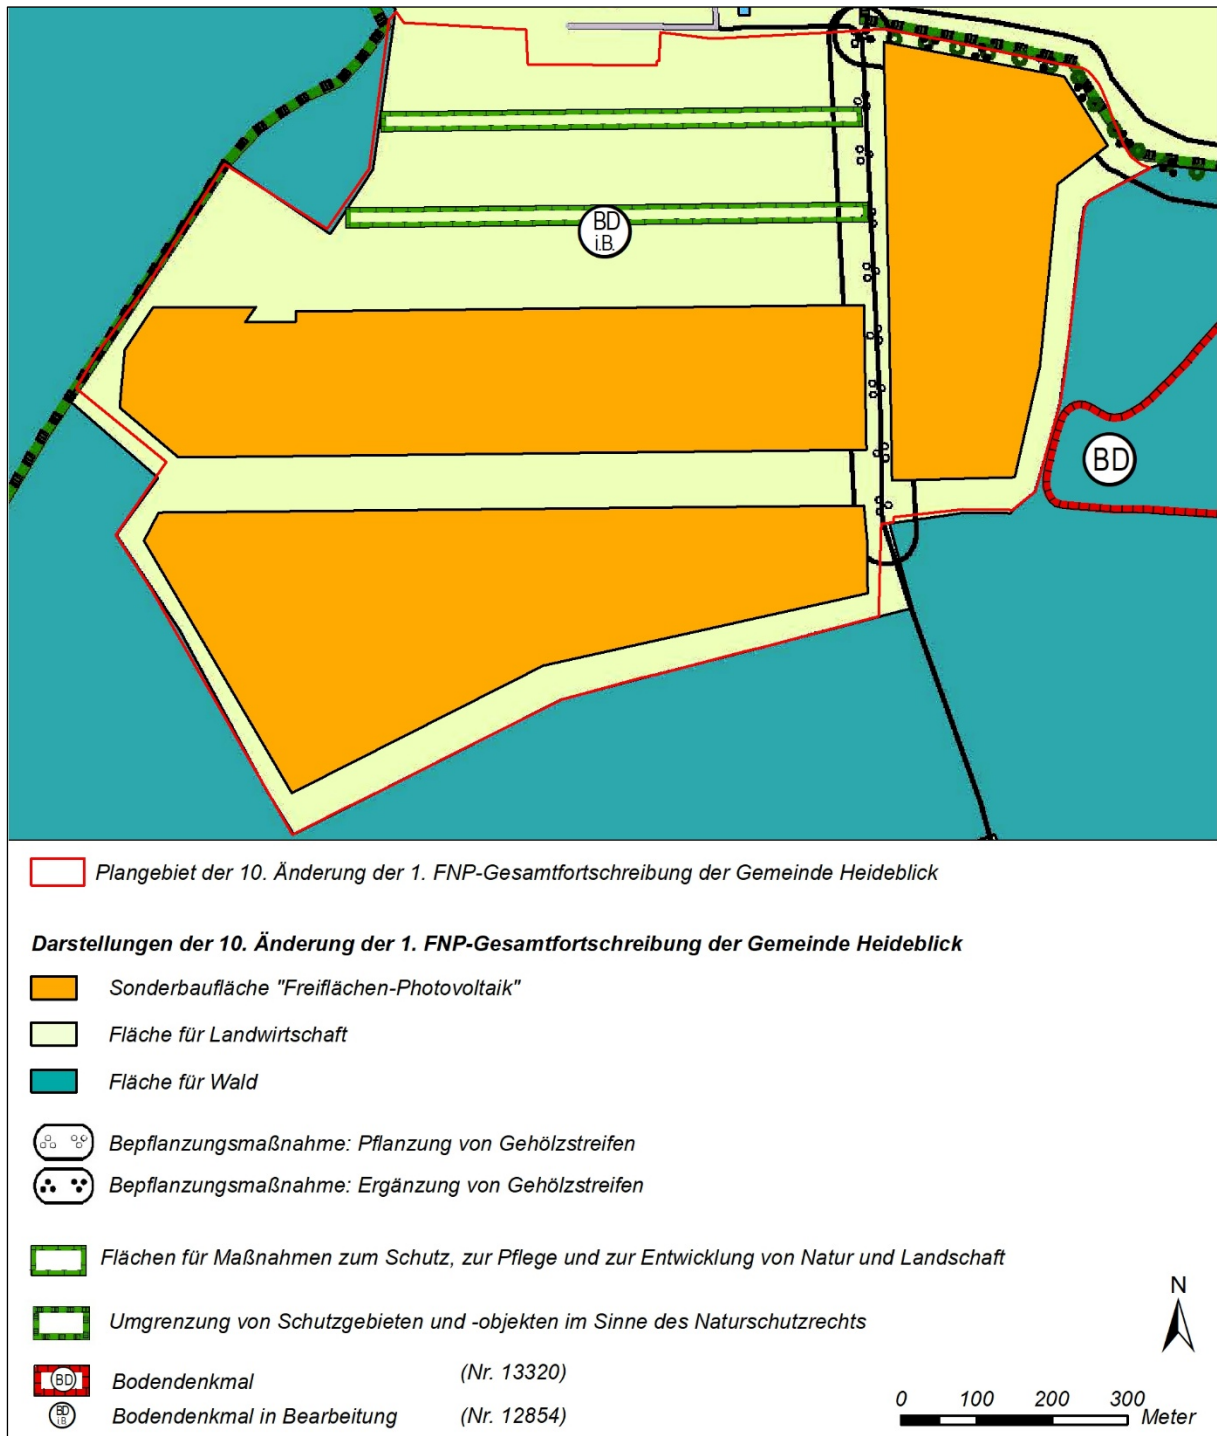 BD
i.B.
BD
Plangebiet der 10. Änderung der 1. FNP-Gesamtfortschreibung der Gemeinde Heideblick
Darstellungen der 10. Änderung der 1. FNP-Gesamtfortschreibung der Gemeinde Heideblick
Sonderbaufläche "Freiflächen-Photovoltaik"
Fläche für Landwirtschaft
Fläche für Wald
Bepflanzungsmaßnahme: Pflanzung von Gehölzstreifen
Bepflanzungsmaßnahme: Ergänzung von Gehölzstreifen
Flächen für Maßnahmen zum Schutz, zur Pflege und zur Entwicklung von Natur und Landschaft
Umgrenzung von Schutzgebieten und -objekten im Sinne des Naturschutzrechts
BD Bodendenkmal (Nr. 13320)
BD
i.B.
Bodendenkmal in Bearbeitung (Nr. 12854)
N
0 100 200 300
Meter